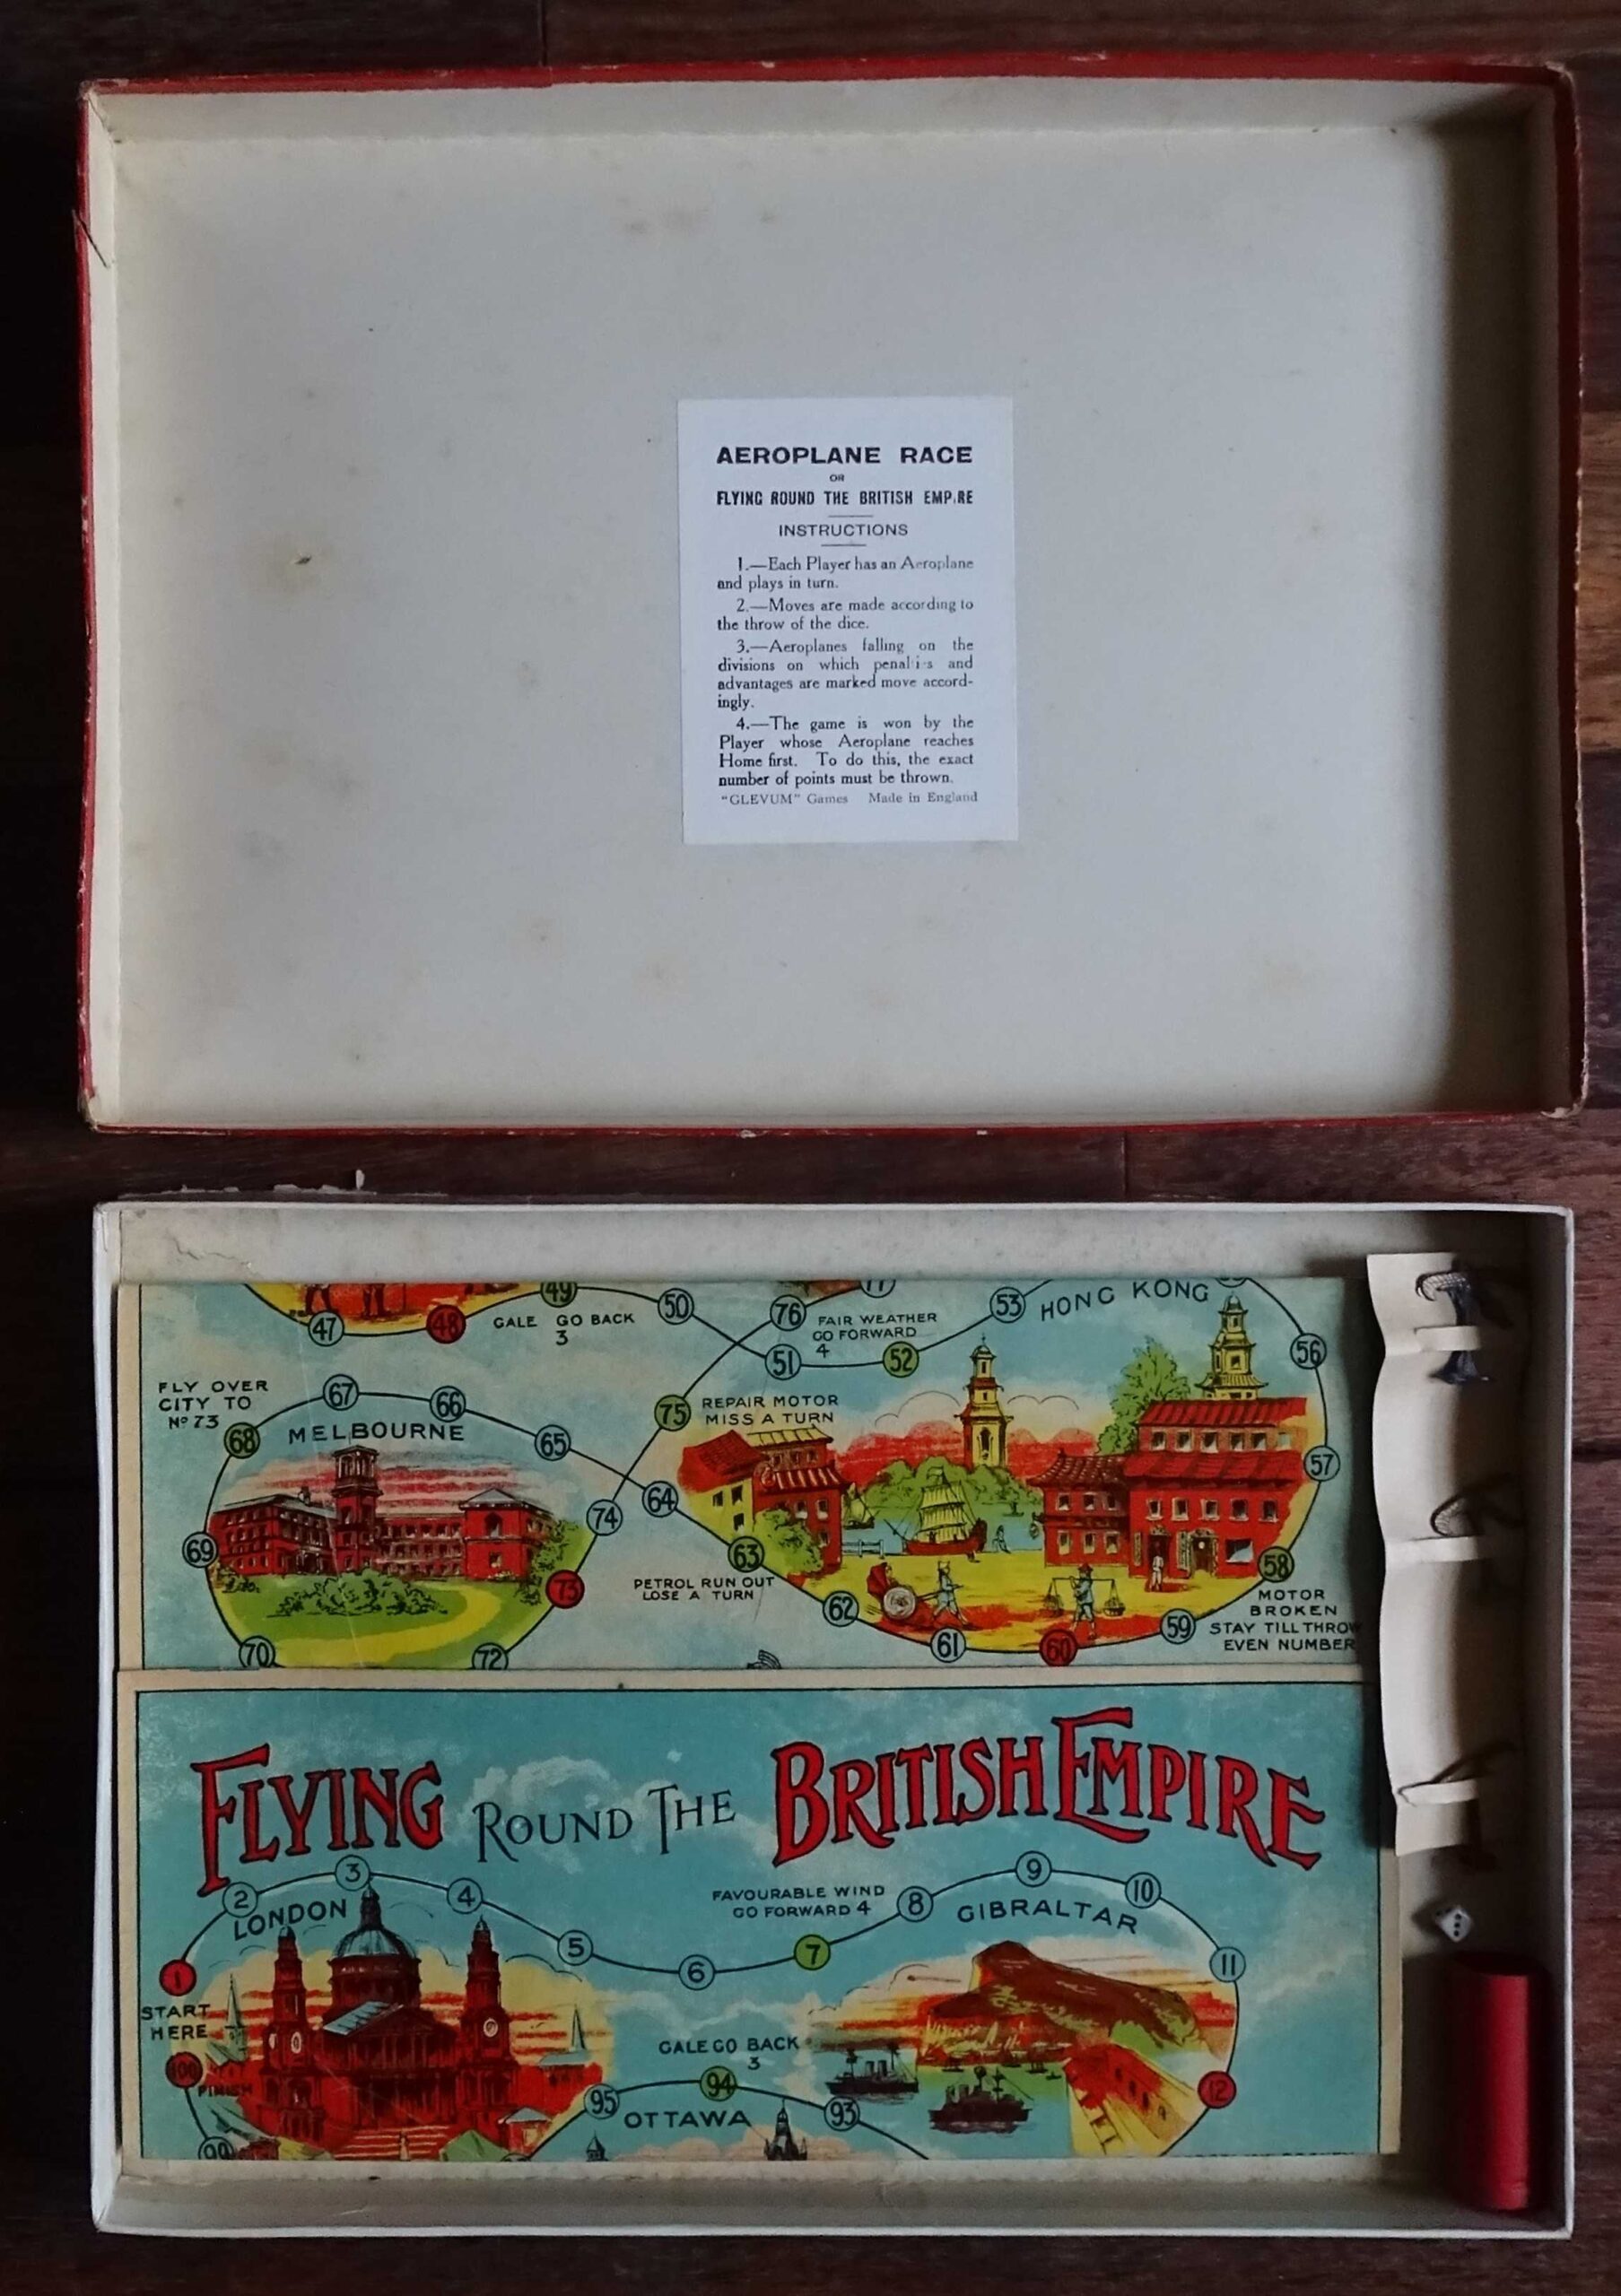 AEROPLANE RACE
OR
FLYING ROUND THE BRITISH EMP.RE
INSTRUCTIONS
1.—Each Player has an Aeroplane
and plays in turn.
2.—Moves are made according to
the throw of the dice.
3.—Aeroplanes falling on the
divisions on which penal i s and
advantages are marked move accord-
ingly.
4.—The game is won by the
Player whose Aeroplane reaches
Home first. To do this, the exact
number of points must be thrown.
"GLEVUM" Games Made in England
47
48
49
GALE GO BACK
3
50
76
77
FAIR WEATHER
GO FORWARD
4
51
52
53
HONG KONG
56
FLY OVER
CITY TO
Nº 73
67
66
68
MELBOURNE
65
75
REPAIR MOTOR
MISS A TURN
57
64
74
69
63
58
73
PETROL RUN OUT
LOSE A TURN
MOTOR
BROKEN
STAY TILL THROW
EVEN NUMBER
62
61
60
59
70
72
FLYING ROUND THE BRITISH EMPIRE
1
2
3
4
LONDON
5
6
7
FAVOURABLE WIND
GO FORWARD 4
8
9
10
GIBRALTAR
11
12
START
HERE
100
FINISH
99
GALE GO BACK
3
95
94
93
OTTAWA